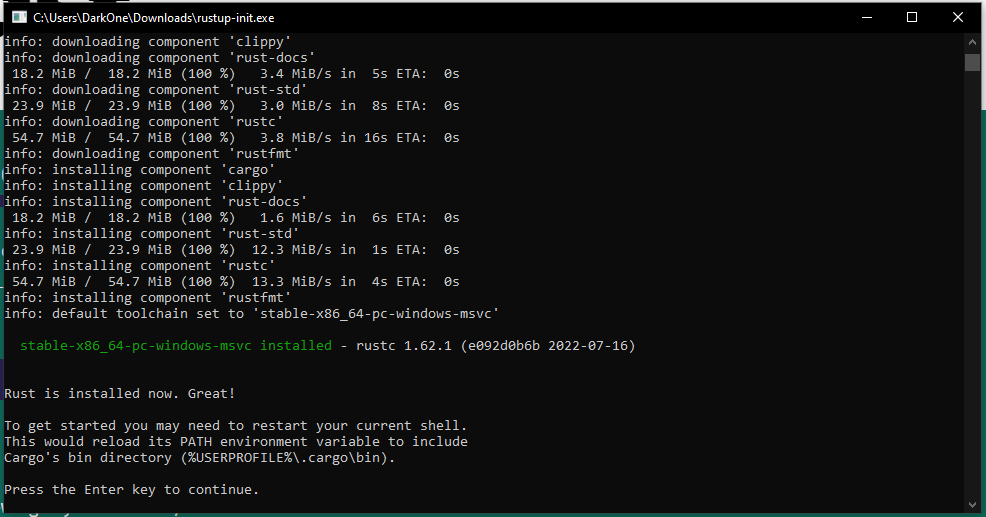 C:\Users\DarkOne\Downloads\rustup-init.exe
info: downloading component 'clippy'
info: downloading component 'rust-docs'
 18.2 MiB /  18.2 MiB (100 %)   3.4 MiB/s in  5s ETA:  0s
info: downloading component 'rust-std'
 23.9 MiB /  23.9 MiB (100 %)   3.0 MiB/s in  8s ETA:  0s
info: downloading component 'rustc'
 54.7 MiB /  54.7 MiB (100 %)   3.8 MiB/s in 16s ETA:  0s
info: downloading component 'rustfmt'
info: installing component 'cargo'
info: installing component 'clippy'
info: installing component 'rust-docs'
 18.2 MiB /  18.2 MiB (100 %)   1.6 MiB/s in  6s ETA:  0s
info: installing component 'rust-std'
 23.9 MiB /  23.9 MiB (100 %)  12.3 MiB/s in  1s ETA:  0s
info: installing component 'rustc'
 54.7 MiB /  54.7 MiB (100 %)  13.3 MiB/s in  4s ETA:  0s
info: installing component 'rustfmt'
info: default toolchain set to 'stable-x86_64-pc-windows-msvc'
  stable-x86_64-pc-windows-msvc installed - rustc 1.62.1 (e092d0b6b 2022-07-16)
Rust is installed now. Great!
To get started you may need to restart your current shell.
This would reload its PATH environment variable to include
Cargo's bin directory (%USERPROFILE%\.cargo\bin).
Press the Enter key to continue.